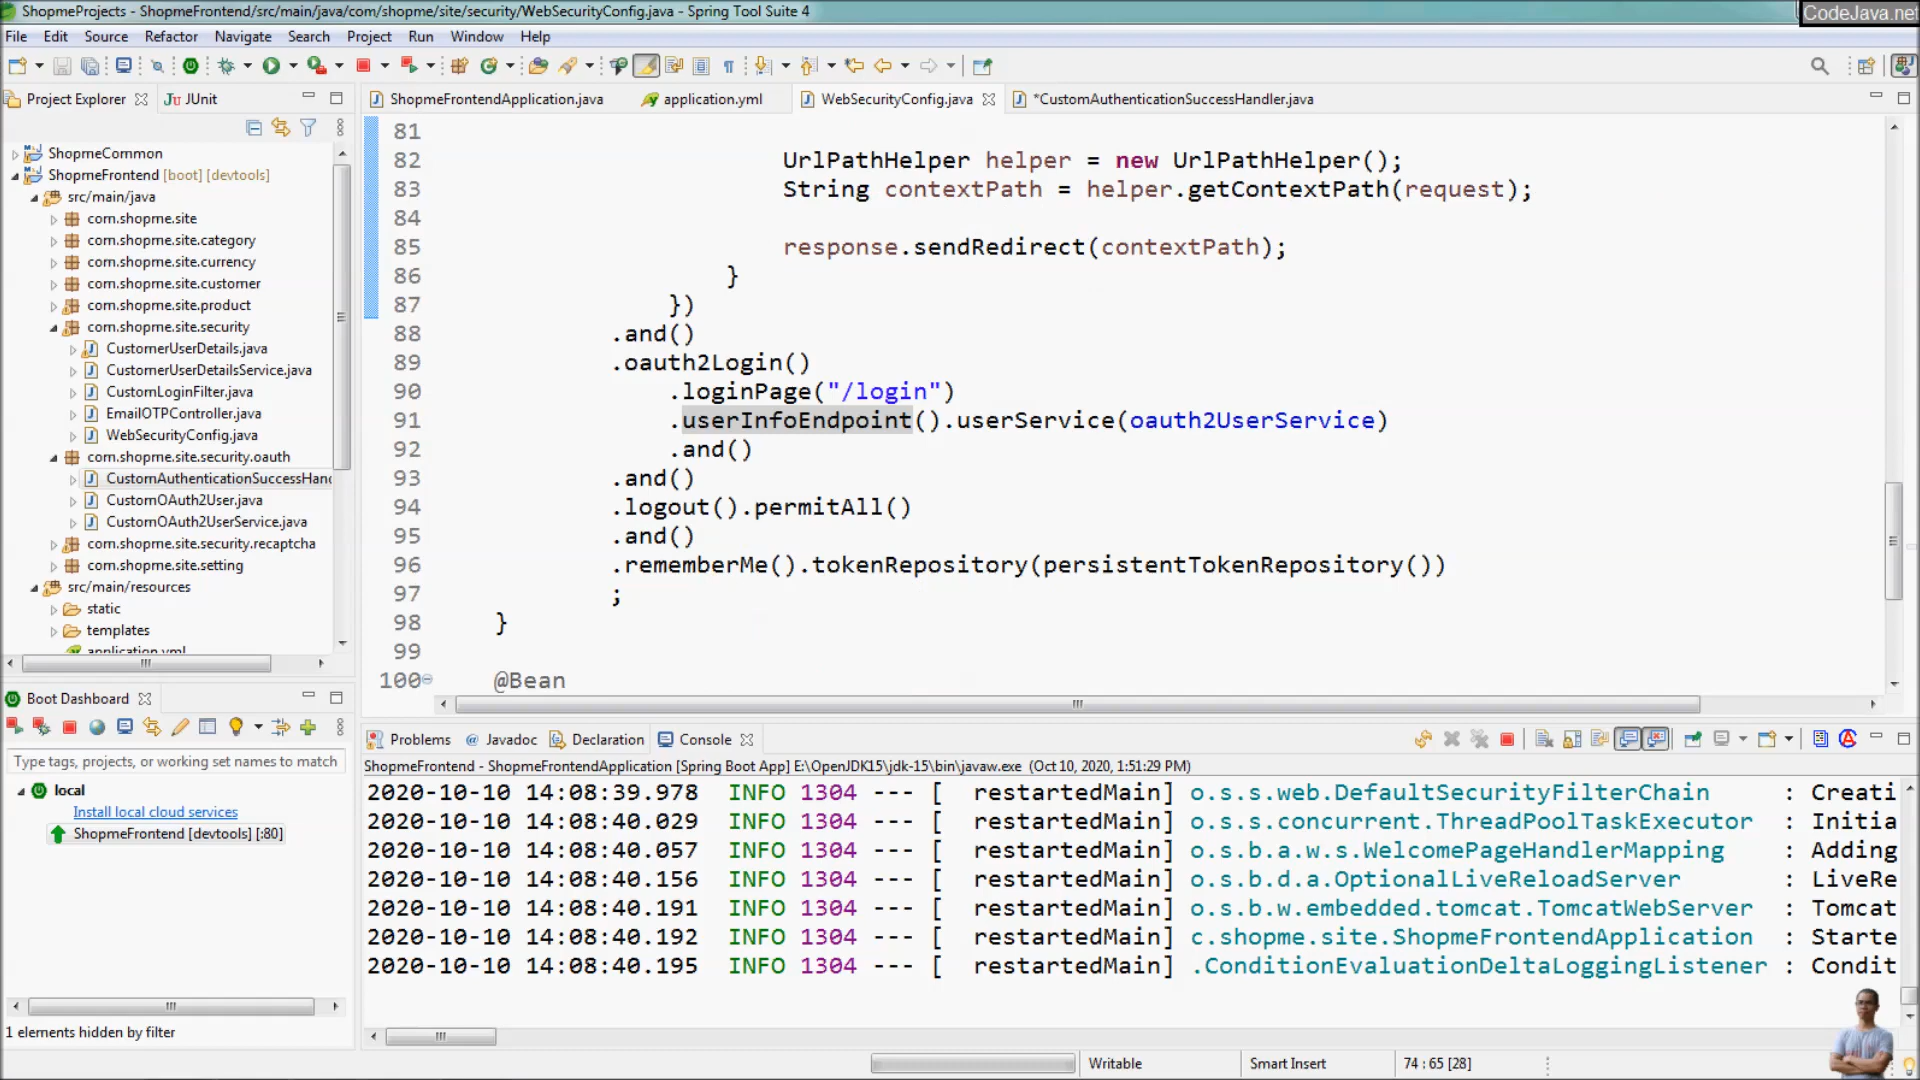 ShopmeProjects - ShopmeFrontend/src/main/java/com/shopme/site/security/WebSecurityConfig.java - Spring Tool Suite 4
CodeJava.net
File Edit Source Refactor Navigate Search Project Run Window Help
Project Explorer JUnit
ShopmeFrontendApplication.java application.yml WebSecurityConfig.java *CustomAuthenticationSuccessHandler.java
ShopmeCommon
ShopmeFrontend [boot] [devtools]
src/main/java
com.shopme.site
com.shopme.site.category
com.shopme.site.currency
com.shopme.site.customer
com.shopme.site.product
com.shopme.site.security
CustomerUserDetails.java
CustomerUserDetailsService.java
CustomLoginFilter.java
EmailOTPController.java
WebSecurityConfig.java
com.shopme.site.security.oauth
CustomAuthenticationSuccessHand
CustomOAuth2User.java
CustomOAuth2UserService.java
com.shopme.site.security.recaptcha
com.shopme.site.setting
src/main/resources
static
templates
application.yml
81
82 UrlPathHelper helper = new UrlPathHelper();
83 String contextPath = helper.getContextPath(request);
84
85 response.sendRedirect(contextPath);
86 }
87 })
88 .and()
89 .oauth2Login()
90 .loginPage("/login")
91 .userInfoEndpoint().userService(oauth2UserService)
92 .and()
93 .and()
94 .logout().permitAll()
95 .and()
96 .rememberMe().tokenRepository(persistentTokenRepository())
97 ;
98 }
99
100 @Bean
Boot Dashboard
Type tags, projects, or working set names to match
local
Install local cloud services
ShopmeFrontend [devtools] [:80]
1 elements hidden by filter
Problems Javadoc Declaration Console
ShopmeFrontend - ShopmeFrontendApplication [Spring Boot App] E:\OpenJDK15\jdk-15\bin\javaw.exe (Oct 10, 2020, 1:51:29 PM)
2020-10-10 14:08:39.978 INFO 1304 --- [ restartedMain] o.s.s.web.DefaultSecurityFilterChain : Creati
2020-10-10 14:08:40.029 INFO 1304 --- [ restartedMain] o.s.s.concurrent.ThreadPoolTaskExecutor : Initia
2020-10-10 14:08:40.057 INFO 1304 --- [ restartedMain] o.s.b.a.w.s.WelcomePageHandlerMapping : Adding
2020-10-10 14:08:40.156 INFO 1304 --- [ restartedMain] o.s.b.d.a.OptionalLiveReloadServer : LiveRe
2020-10-10 14:08:40.191 INFO 1304 --- [ restartedMain] o.s.b.w.embedded.tomcat.TomcatWebServer : Tomcat
2020-10-10 14:08:40.192 INFO 1304 --- [ restartedMain] c.shopme.site.ShopmeFrontendApplication : Starte
2020-10-10 14:08:40.195 INFO 1304 --- [ restartedMain] .ConditionEvaluationDeltaLoggingListener : Condit
Writable Smart Insert 74 : 65 [28]